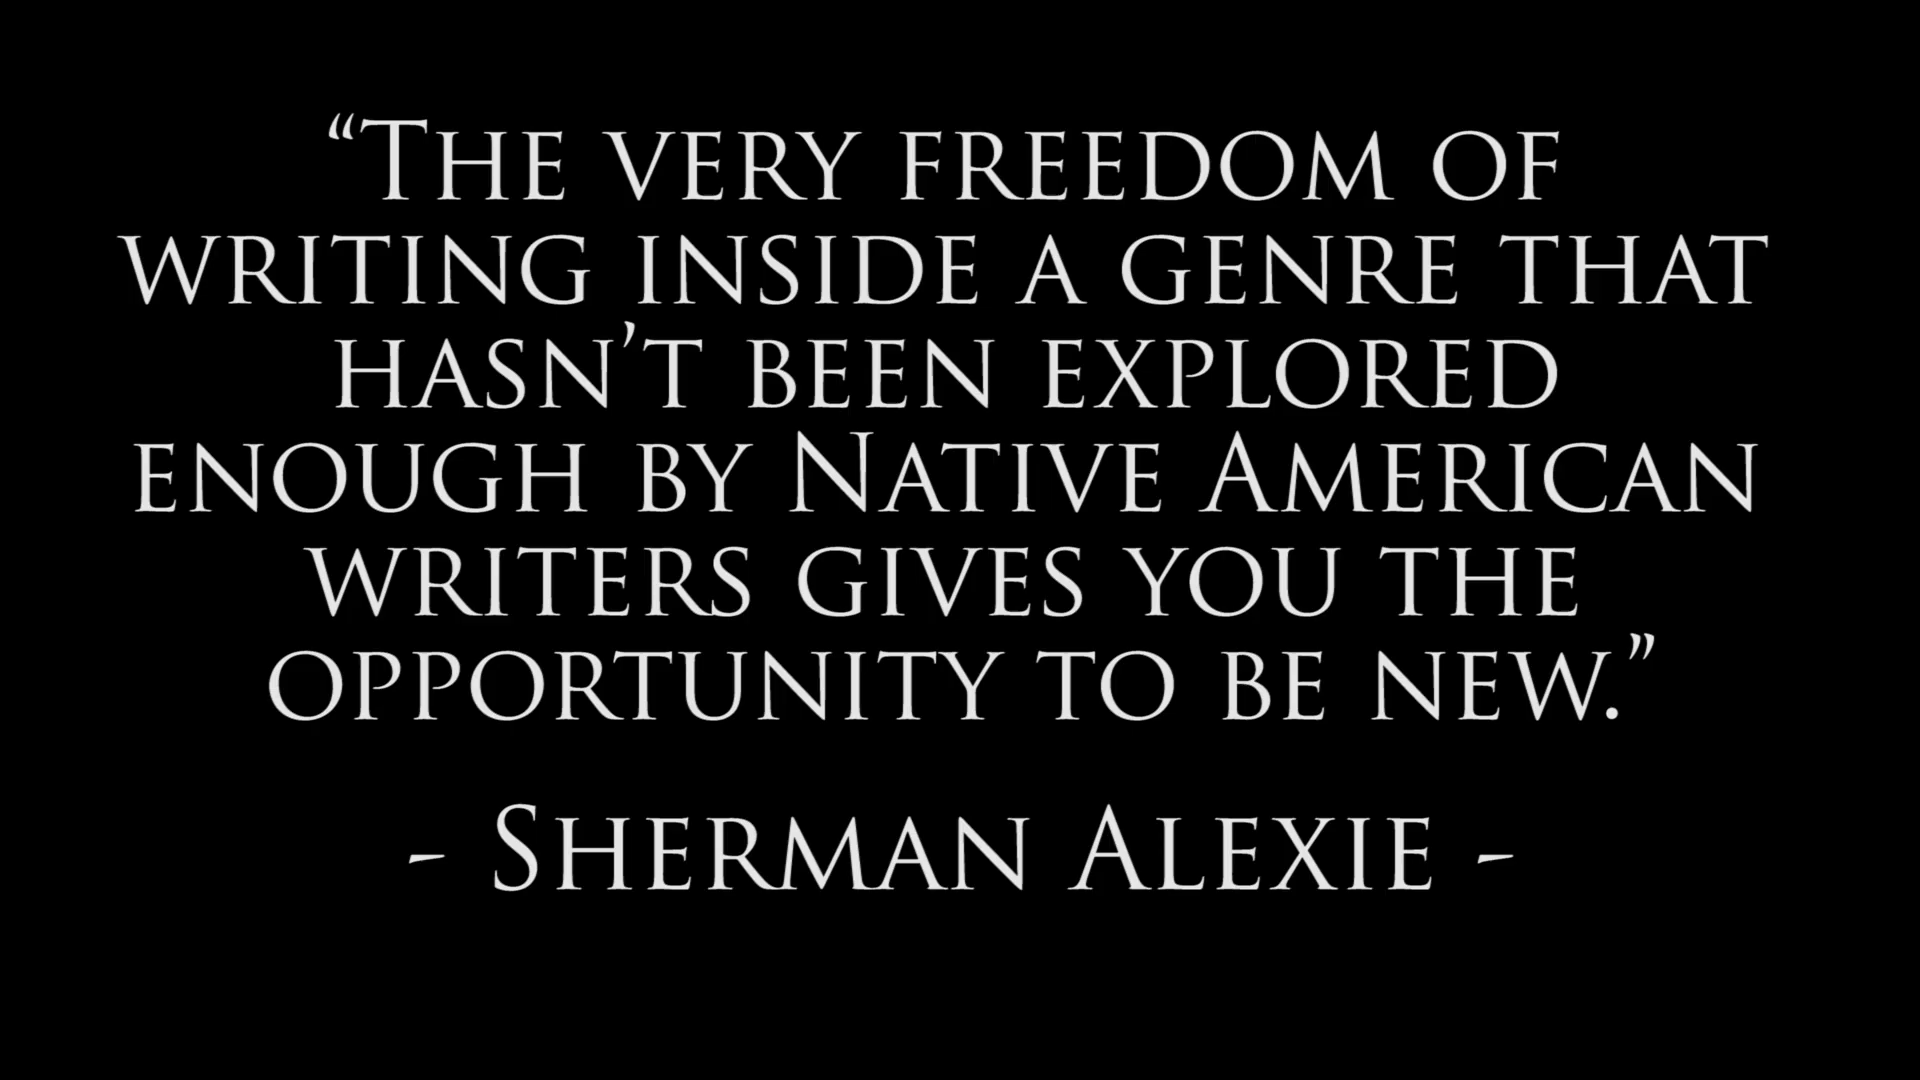 “The very freedom of
writing inside a genre that
hasn’t been explored
enough by Native American
writers gives you the
opportunity to be new.”
- Sherman Alexie -